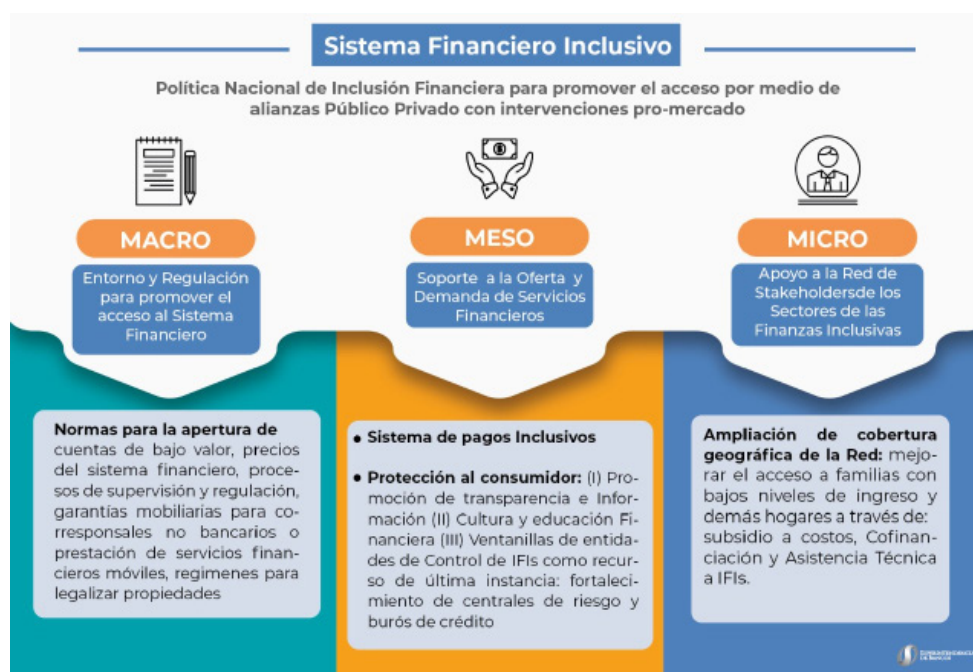 Sistema Financiero Inclusivo
Política Nacional de Inclusión Financiera para promover el acceso por medio de
alianzas Público Privado con intervenciones pro-mercado
MACRO
Entorno y Regulación
para promover el
acceso al Sistema
Financiero
Normas para la apertura de
cuentas de bajo valor, precios
del sistema financiero, proce-
sos de supervisión y regulación,
garantías mobiliarias para co-
rresponsales no bancarios o
prestación de servicios finan-
cieros móviles, regimenes para
legalizar propiedades
MESO
Soporte a la Oferta y
Demanda de Servicios
Financieros
• Sistema de pagos Inclusivos
• Protección al consumidor: (I) Pro-
moción de transparencia e Infor-
mación (II) Cultura y educación Fi-
nanciera (III) Ventanillas de entida-
des de Control de IFIs como recur-
so de última instancia: fortaleci-
miento de centrales de riesgo y
burós de crédito
MICRO
Apoyo a la Red de
Stakeholdersde los
Sectores de las
Finanzas Inclusivas
Ampliación de cobertura
geográfica de la Red: mejo-
rar el acceso a familias con
bajos niveles de ingreso y
demás hogares a través de:
subsidio a costos, Cofinan-
ciación y Asistencia Técnica
a IFIs.
SUPERINTENDENCIA
DE BANCOS